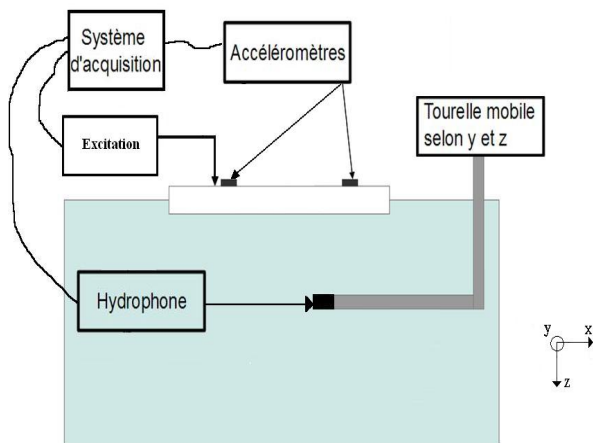 Système
d'acquisition
Accéléromètres
Excitation
Tourelle mobile
selon y et z
Hydrophone
y
x
z